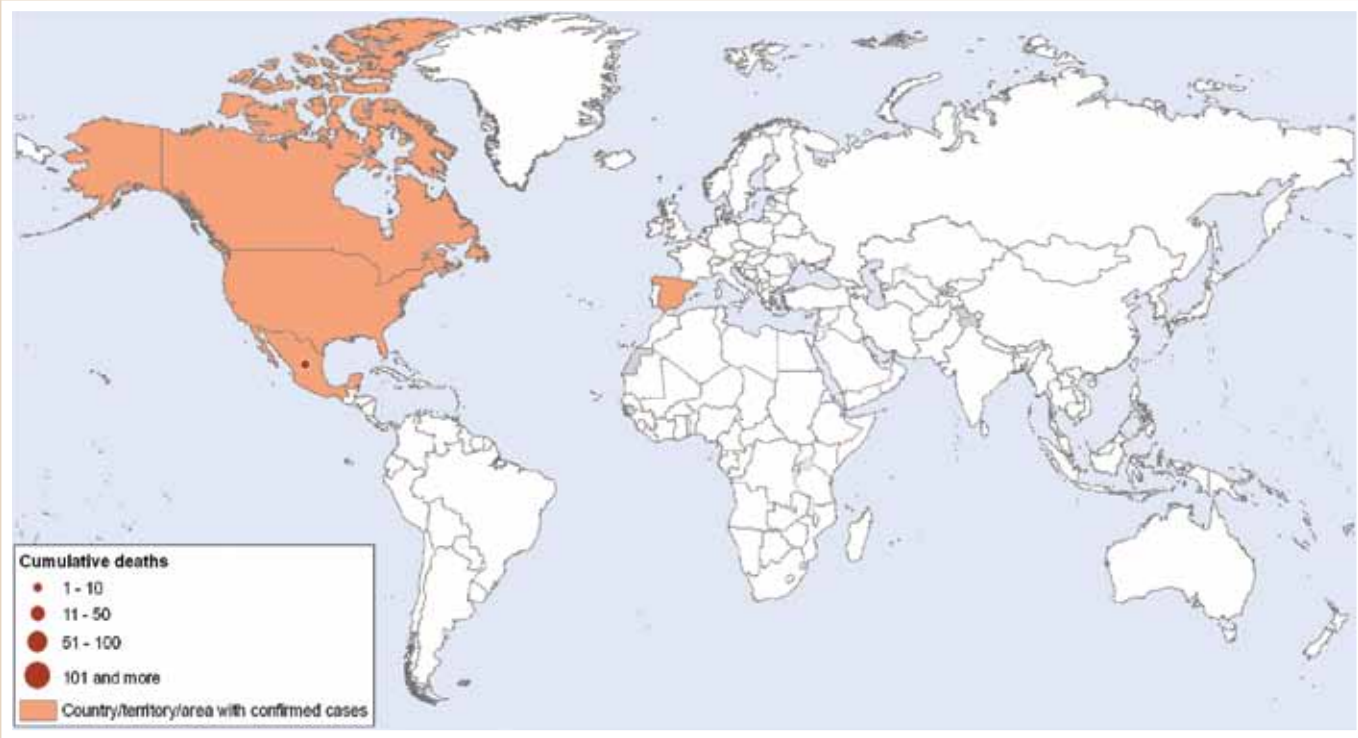 Cumulative deaths
1 - 10
11 - 50
51 - 100
101 and more
Country/territory/area with confirmed cases